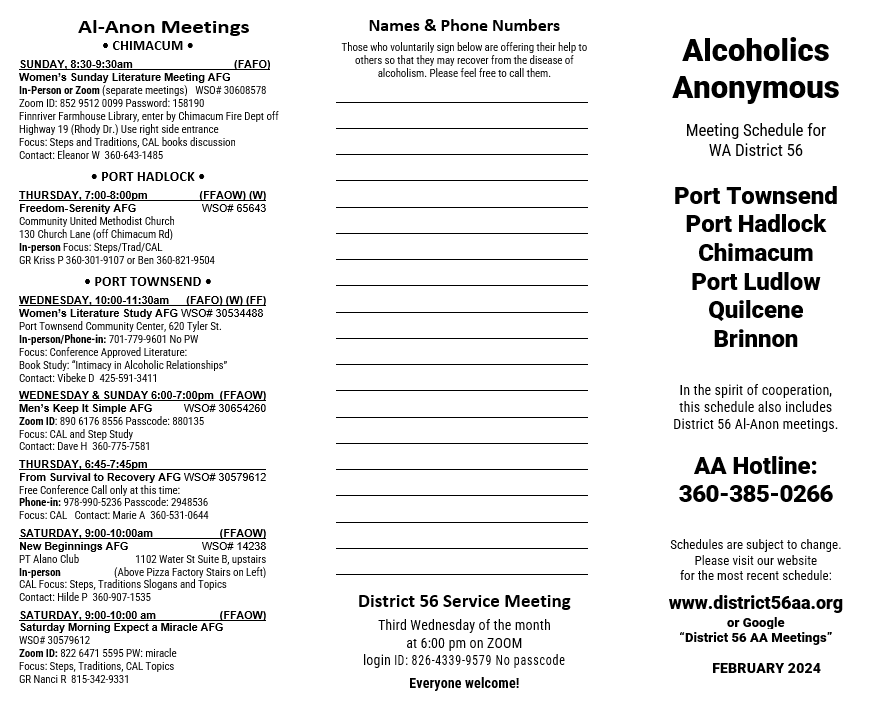 Al-Anon Meetings
• CHIMACUM •
SUNDAY, 8:30-9:30am (FAFO)
Women's Sunday Literature Meeting AFG
In-Person or Zoom (separate meetings) WSO# 30608578
Zoom ID: 852 9512 0099 Password: 158190
Finnriver Farmhouse Library, enter by Chimacum Fire Dept off
Highway 19 (Rhody Dr.) Use right side entrance
Focus: Steps and Traditions, CAL books discussion
Contact: Eleanor W 360-643-1485
• PORT HADLOCK •
THURSDAY, 7:00-8:00pm (FFAOW) (W)
Freedom-Serenity AFG WSO# 65643
Community United Methodist Church
130 Church Lane (off Chimacum Rd)
In-person Focus: Steps/Trad/CAL
GR Kriss P 360-301-9107 or Ben 360-821-9504
• PORT TOWNSEND •
WEDNESDAY, 10:00-11:30am (FAFO) (W) (FF)
Women's Literature Study AFG WSO# 30534488
Port Townsend Community Center, 620 Tyler St.
In-person/Phone-in: 701-779-9601 No PW
Focus: Conference Approved Literature:
Book Study: "Intimacy in Alcoholic Relationships"
Contact: Vibeke D 425-591-3411
WEDNESDAY & SUNDAY 6:00-7:00pm (FFAOW)
Men's Keep It Simple AFG WSO# 30654260
Zoom ID: 890 6176 8556 Passcode: 880135
Focus: CAL and Step Study
Contact: Dave H 360-775-7581
THURSDAY, 6:45-7:45pm
From Survival to Recovery AFG WSO# 30579612
Free Conference Call only at this time:
Phone-in: 978-990-5236 Passcode: 2948536
Focus: CAL Contact: Marie A 360-531-0644
SATURDAY, 9:00-10:00am (FFAOW)
New Beginnings AFG WSO# 14238
PT Alano Club 1102 Water St Suite B, upstairs
In-person (Above Pizza Factory Stairs on Left)
CAL Focus: Steps, Traditions Slogans and Topics
Contact: Hilde P 360-907-1535
SATURDAY, 9:00-10:00 am (FFAOW)
Saturday Morning Expect a Miracle AFG
WSO# 30579612
Zoom ID: 822 6471 5595 PW: miracle
Focus: Steps, Traditions, CAL Topics
GR Nanci R 815-342-9331
Names & Phone Numbers
Those who voluntarily sign below are offering their help to
others so that they may recover from the disease of
alcoholism. Please feel free to call them.
District 56 Service Meeting
Third Wednesday of the month
at 6:00 pm on ZOOM
login ID: 826-4339-9579 No passcode
Everyone welcome!
Alcoholics
Anonymous
Meeting Schedule for
WA District 56
Port Townsend
Port Hadlock
Chimacum
Port Ludlow
Quilcene
Brinnon
In the spirit of cooperation,
this schedule also includes
District 56 Al-Anon meetings.
AA Hotline:
360-385-0266
Schedules are subject to change.
Please visit our website
for the most recent schedule:
www.district56aa.org
or Google
"District 56 AA Meetings"
FEBRUARY 2024